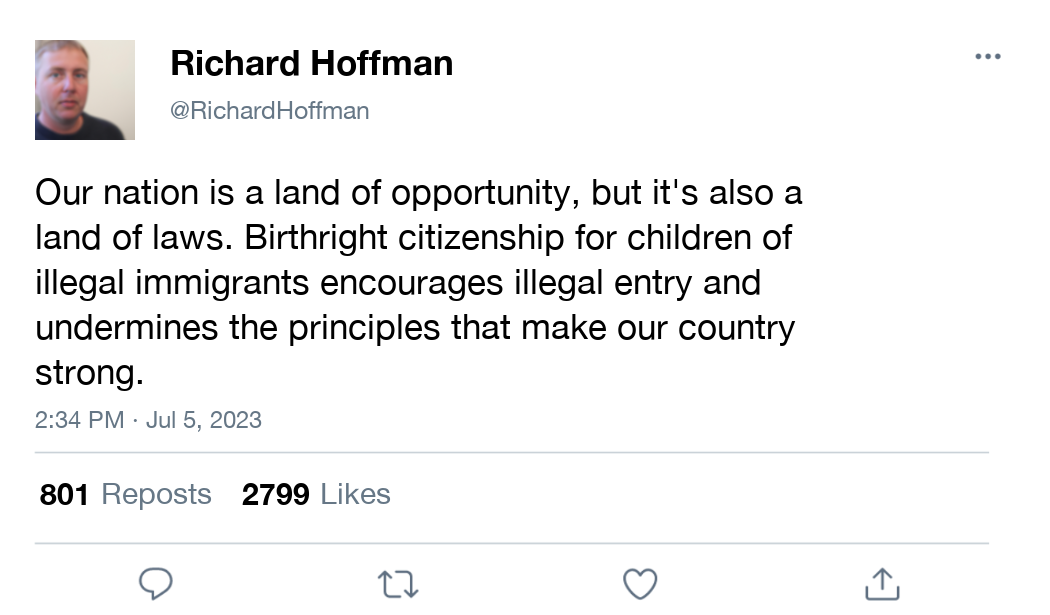 Richard Hoffman
@RichardHoffman
Our nation is a land of opportunity, but it's also a
land of laws. Birthright citizenship for children of
illegal immigrants encourages illegal entry and
undermines the principles that make our country
strong.
2:34 PM · Jul 5, 2023
801 Reposts 2799 Likes